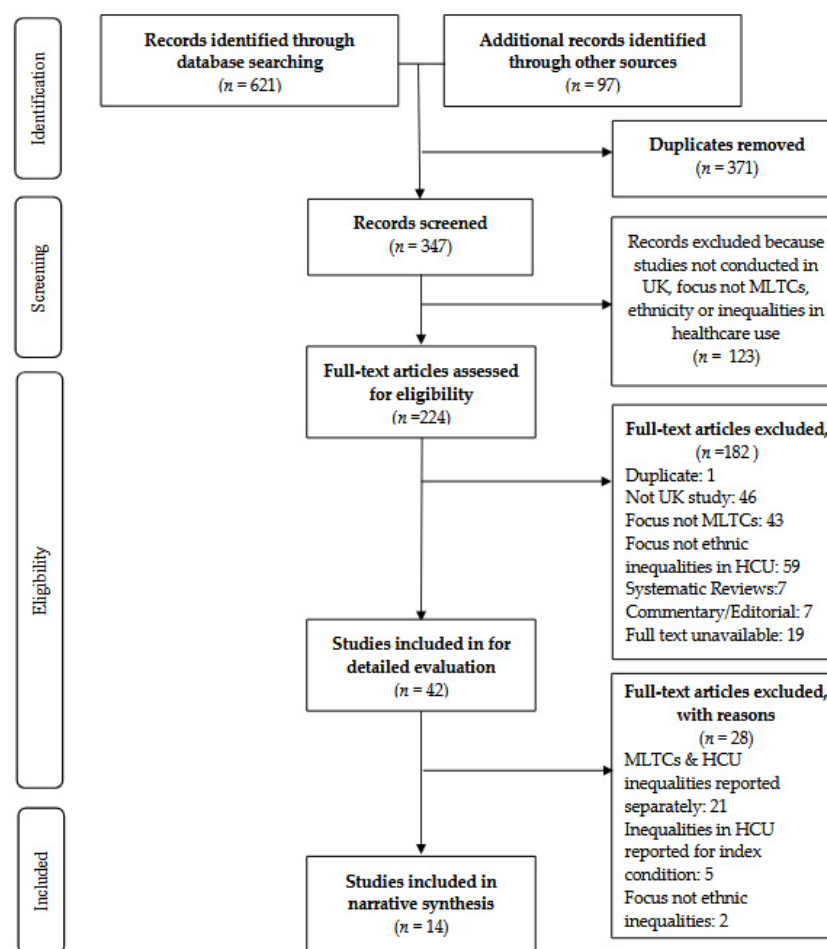 Identification
Records identified through
database searching
(n = 621)
Additional records identified
through other sources
(n = 97)
Duplicates removed
(n = 371)
Screening
Records screened
(n = 347)
Records excluded because
studies not conducted in
UK, focus not MLTCs,
ethnicity or inequalities in
healthcare use
(n = 123)
Eligibility
Full-text articles assessed
for eligibility
(n =224)
Full-text articles excluded,
(n =182 )
Duplicate: 1
Not UK study: 46
Focus not MLTCs: 43
Focus not ethnic
inequalities in HCU: 59
Systematic Reviews:7
Commentary/Editorial: 7
Full text unavailable: 19
Studies included in for
detailed evaluation
(n = 42)
Full-text articles excluded,
with reasons
(n = 28)
MLTCs & HCU
inequalities reported
separately: 21
Inequalities in HCU
reported for index
condition: 5
Focus not ethnic
inequalities: 2
Included
Studies included in
narrative synthesis
(n = 14)